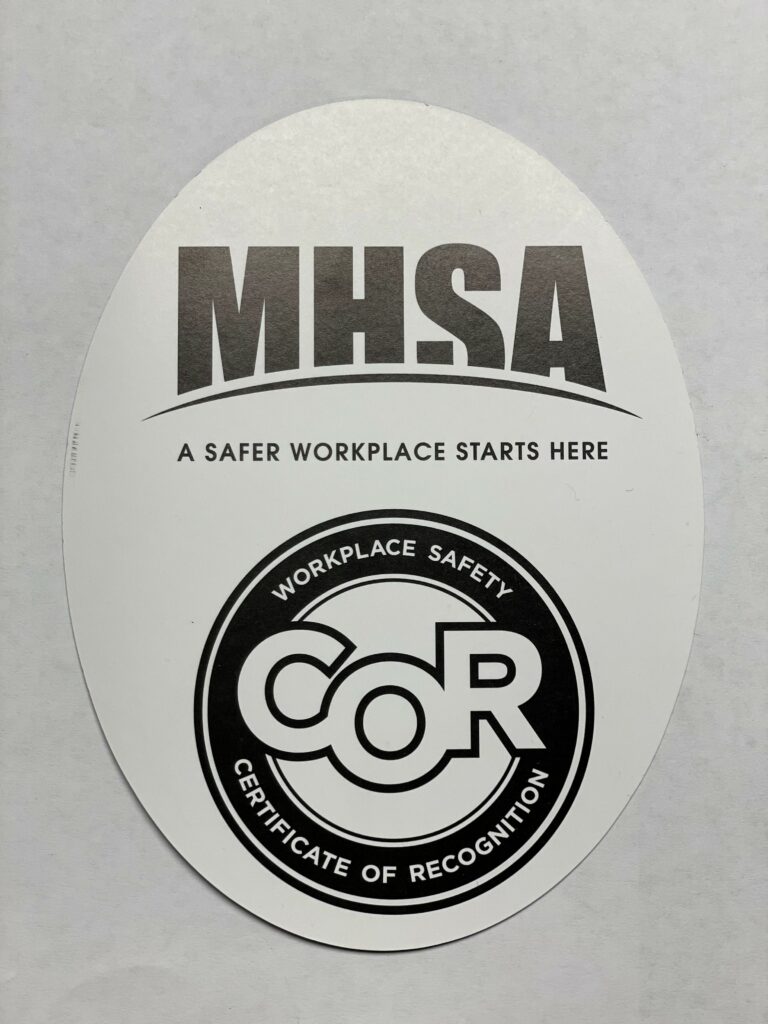 MHSA
A SAFER WORKPLACE STARTS HERE
WORKPLACE SAFETY
COR
CERTIFICATE OF RECOGNITION